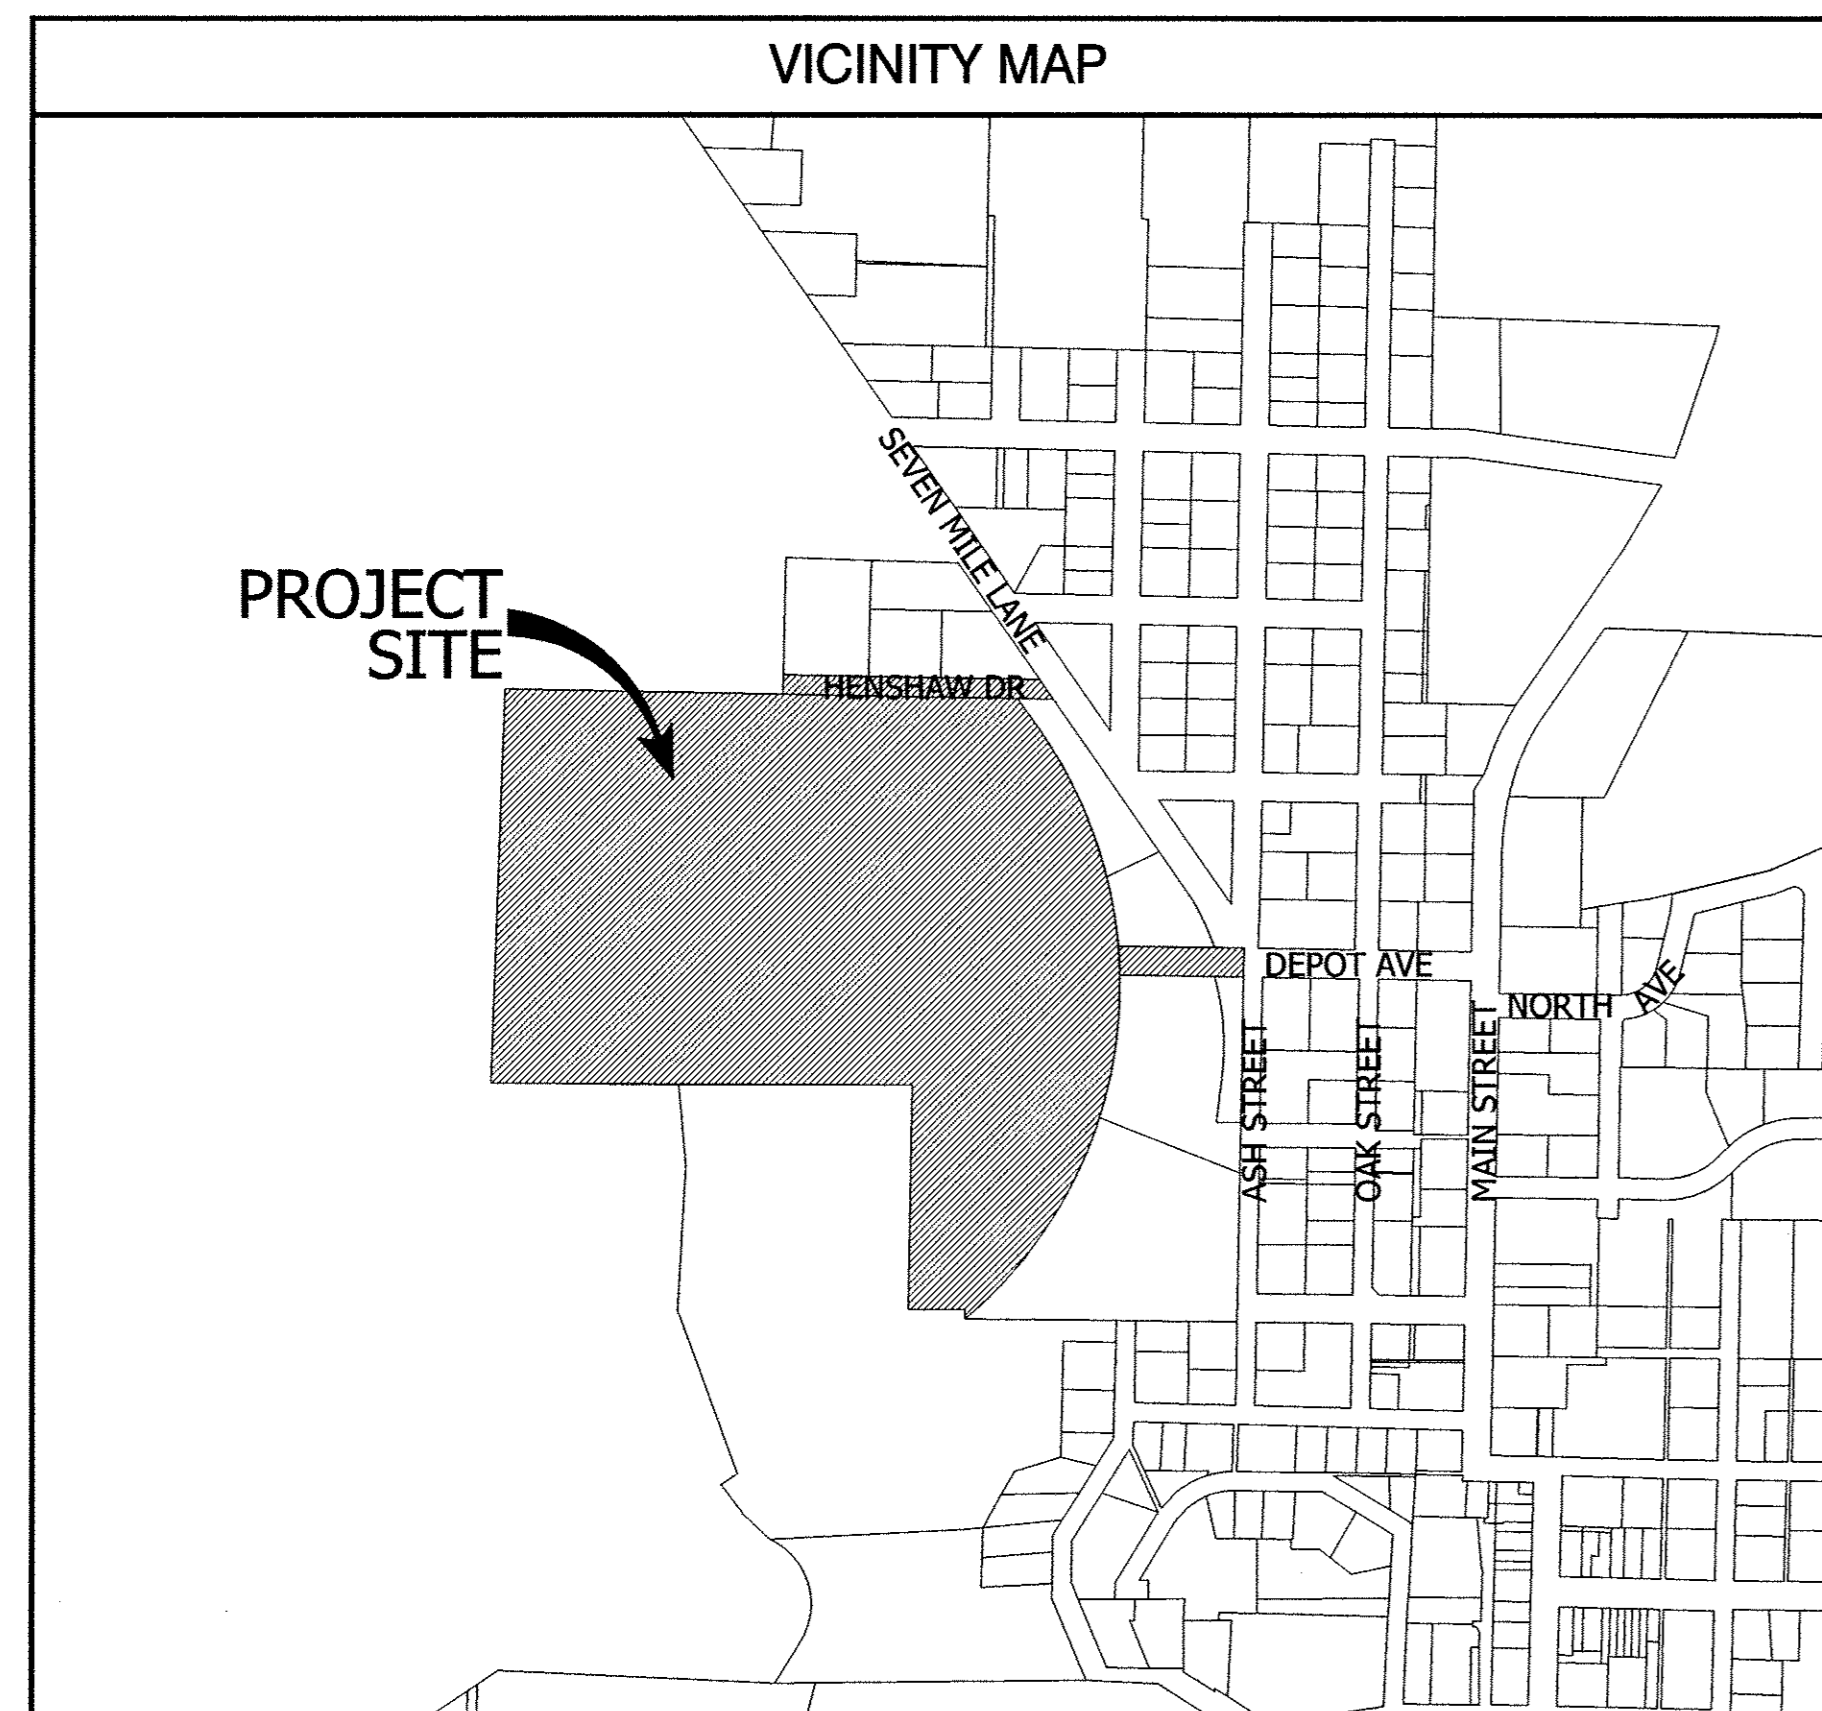 VICINITY MAP
SEVEN MILE LANE
PROJECT
SITE
HENSHAW DR
DEPOT AVE
NORTH AVE
ASH STREET
OAK STREET
MAIN STREET